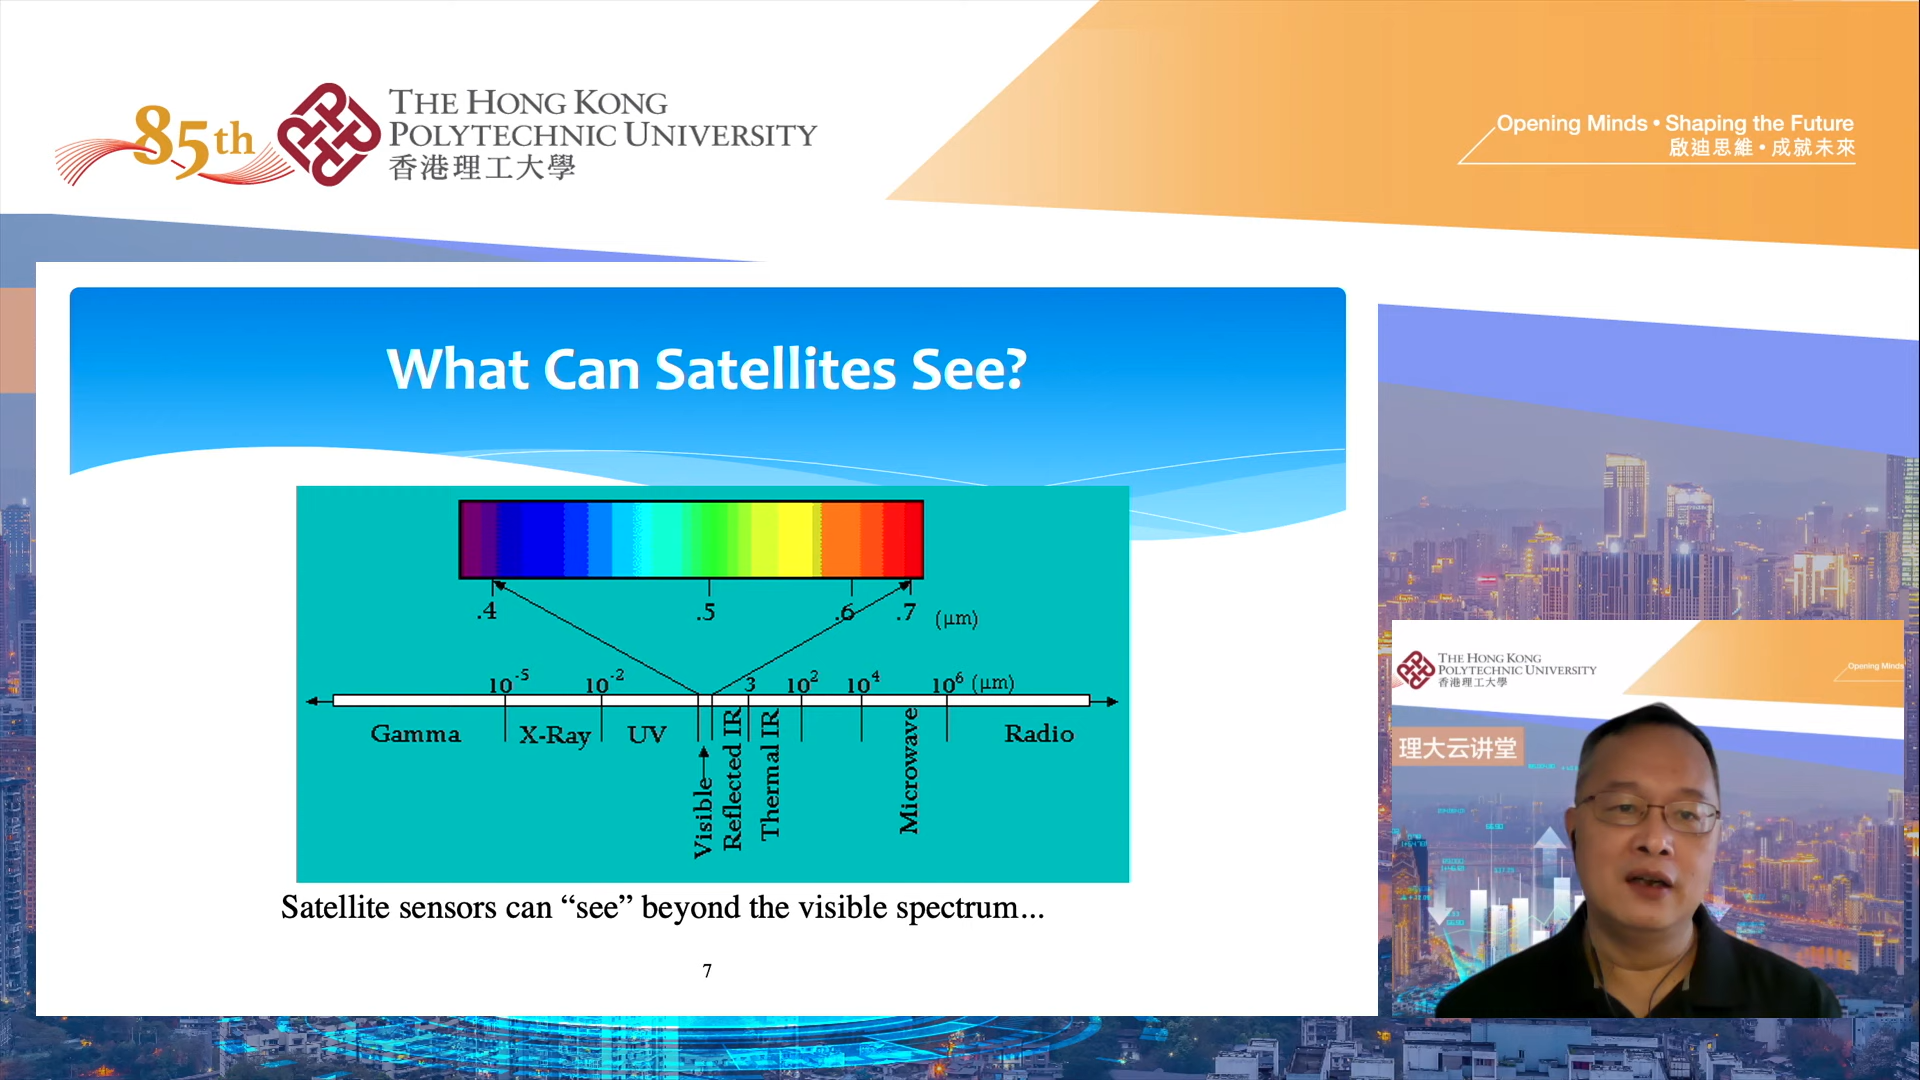 85th
THE HONG KONG
POLYTECHNIC UNIVERSITY
香港理工大學
Opening Minds • Shaping the Future
啟迪思維 • 成就未來
What Can Satellites See?
.4 .5 .6 .7 (μm)
10-5 10-2 3 102 104 106 (μm)
Gamma X-Ray UV Radio
Visible
Reflected IR
Thermal IR
Microwave
Satellite sensors can “see” beyond the visible spectrum...
7
THE HONG KONG
POLYTECHNIC UNIVERSITY
香港理工大學
Opening Minds
理大云讲堂